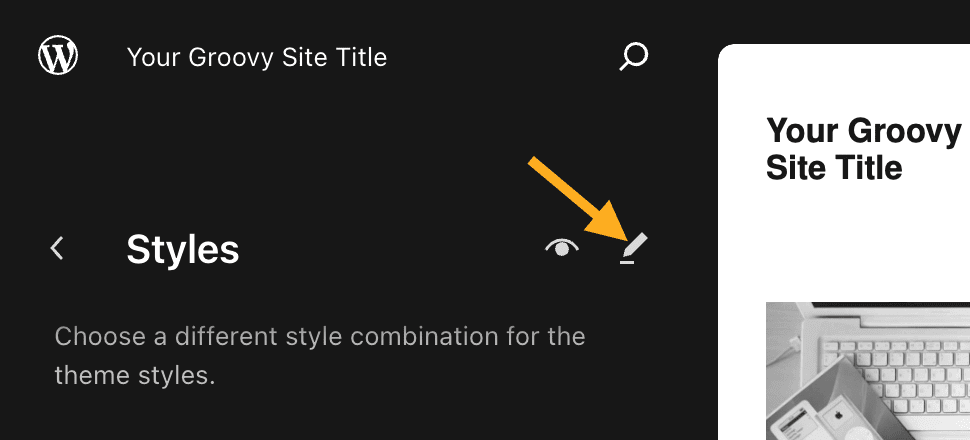 Your Groovy Site Title
Styles
Choose a different style combination for the
theme styles.
Your Groovy
Site Title